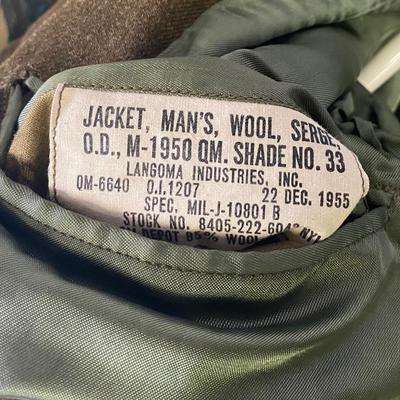 JACKET, MAN'S, WOOL, SERGE,
O.D., M-1950 QM. SHADE NO. 33
LANGOMA INDUSTRIES, INC.
QM-6640 O.I.1207 22 DEC. 1955
SPEC. MIL-J-10801 B
STOCK NO. 8405-222-604
DEPOT 85% WOOL